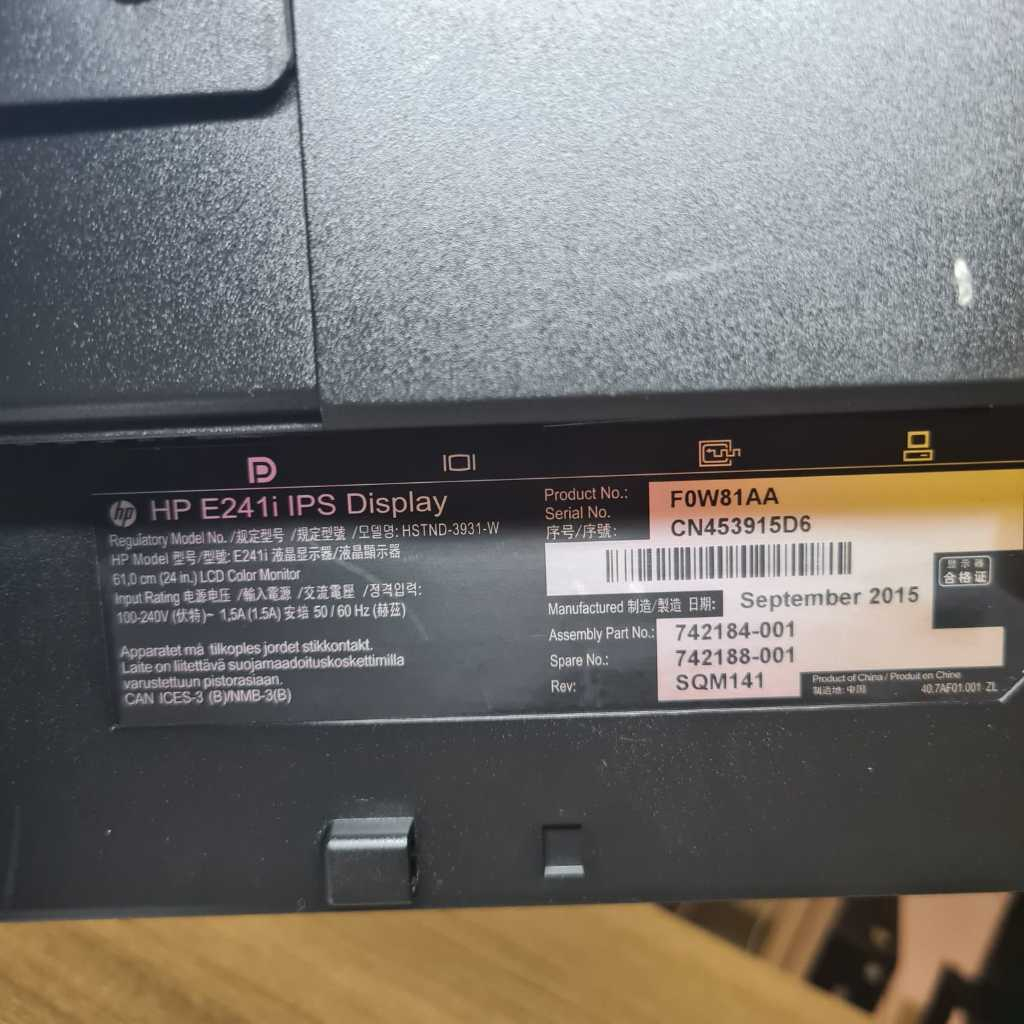 hp HP E241i IPS Display
Regulatory Model No. /规定型号 /規定型號 /모델명: HSTND-3931-W
HP Model 型号/型號: E241i 液晶显示器/液晶顯示器
61,0 cm (24 in.) LCD Color Monitor
Input Rating 电源电压 /輸入電源 /交流電壓 /정격입력:
100-240V (伏特)~ 1,5A (1.5A) 安培 50 / 60 Hz (赫兹)
Apparatet må tilkoples jordet stikkontakt.
Laite on liitettävä suojamaadoituskoskettimilla
varustettuun pistorasiaan.
CAN ICES-3 (B)/NMB-3(B)
Product No.: F0W81AA
Serial No.
序号/序號: CN453915D6
显示器
合格证
Manufactured 制造/製造 日期: September 2015
Assembly Part No.: 742184-001
Spare No.: 742188-001
Rev: SQM141
Product of China / Produit en Chine
制造地: 中国 40.7AF01.001 ZL